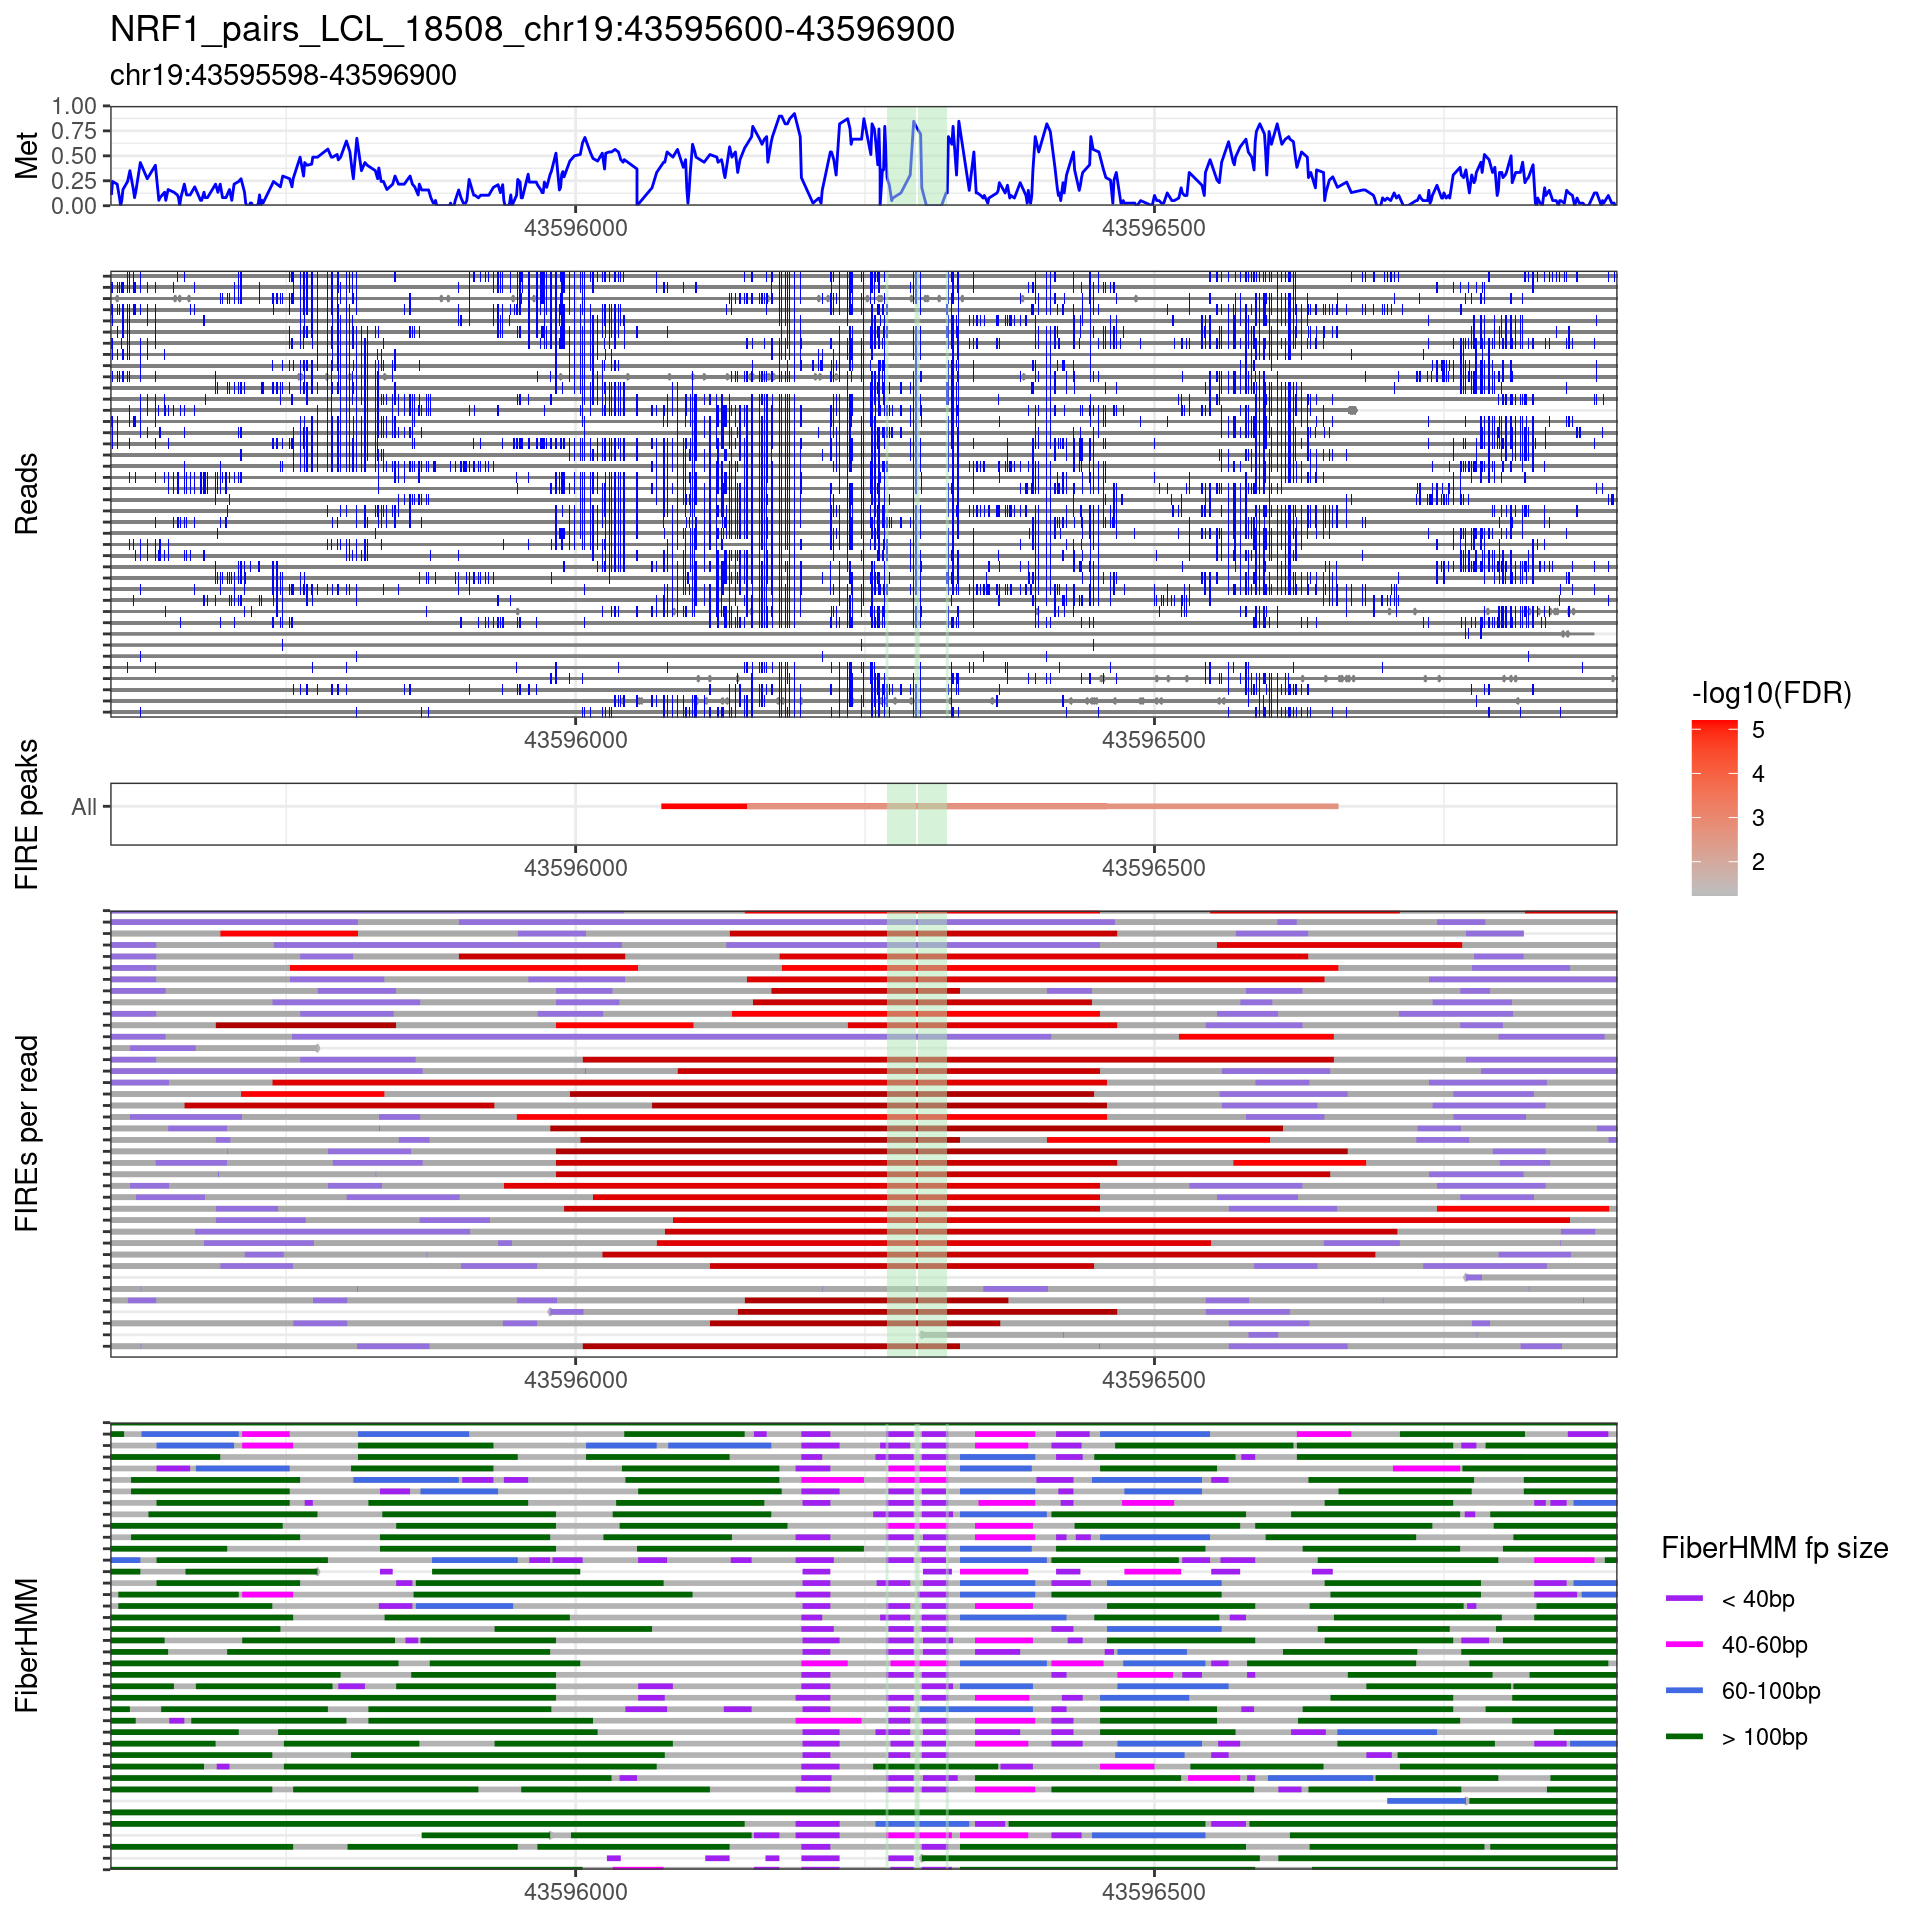 NRF1_pairs_LCL_18508_chr19:43595600-43596900
chr19:43595598-43596900
Met
1.00
0.75
0.50
0.25
0.00
43596000
43596500
Reads
43596000
43596500
FIRE peaks
All
43596000
43596500
-log10(FDR)
5
4
3
2
FIREs per read
43596000
43596500
FiberHMM
43596000
43596500
FiberHMM fp size
< 40bp
40-60bp
60-100bp
> 100bp